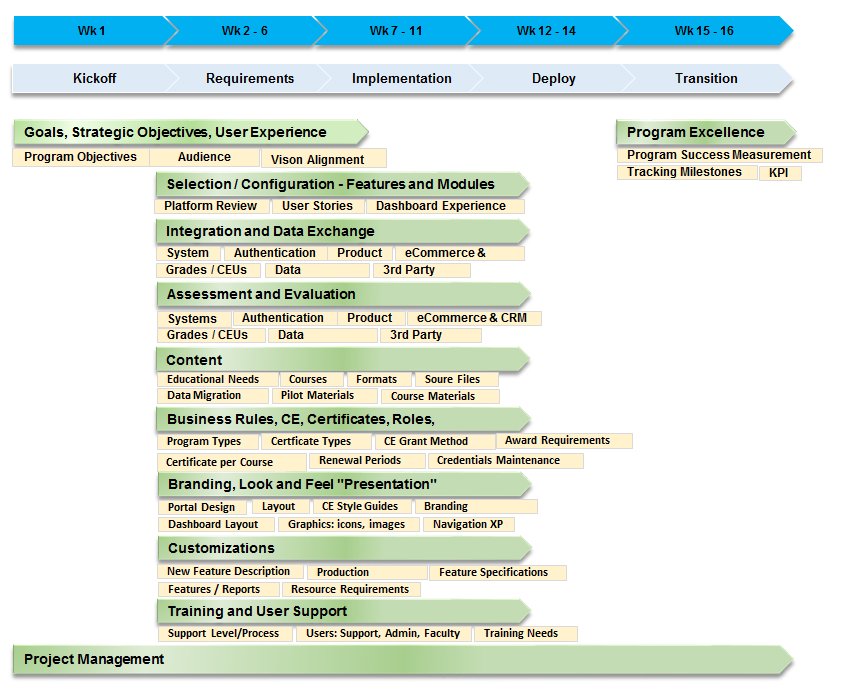 Wk 1 Wk 2 - 6 Wk 7 - 11 Wk 12 - 14 Wk 15 - 16
Kickoff Requirements Implementation Deploy Transition
Goals, Strategic Objectives, User Experience Program Excellence
Program Objectives Audience Vison Alignment Program Success Measurement
Tracking Milestones KPI
Selection / Configuration - Features and Modules
Platform Review User Stories Dashboard Experience
Integration and Data Exchange
System Authentication Product eCommerce &
Grades / CEUs Data 3rd Party
Assessment and Evaluation
Systems Authentication Product eCommerce & CRM
Grades / CEUs Data 3rd Party
Content
Educational Needs Courses Formats Soure Files
Data Migration Pilot Materials Course Materials
Business Rules, CE, Certificates, Roles,
Program Types Certficate Types CE Grant Method Award Requirements
Certificate per Course Renewal Periods Credentials Maintenance
Branding, Look and Feel "Presentation"
Portal Design Layout CE Style Guides Branding
Dashboard Layout Graphics: icons, images Navigation XP
Customizations
New Feature Description Production Feature Specifications
Features / Reports Resource Requirements
Training and User Support
Support Level/Process Users: Support, Admin, Faculty Training Needs
Project Management